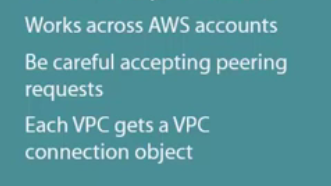 Works across AWS accounts
Be careful accepting peering
requests
Each VPC gets a VPC
connection object